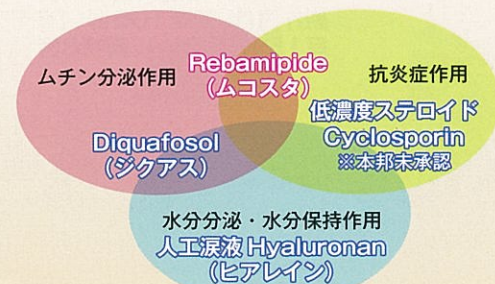 ムチン分泌作用
Rebamipide
(ムコスタ)
抗炎症作用
低濃度ステロイド
Cyclosporin
※本邦未承認
Diquafosol
(ジクアス)
水分分泌・水分保持作用
人工涙液 Hyaluronan
(ヒアレイン)